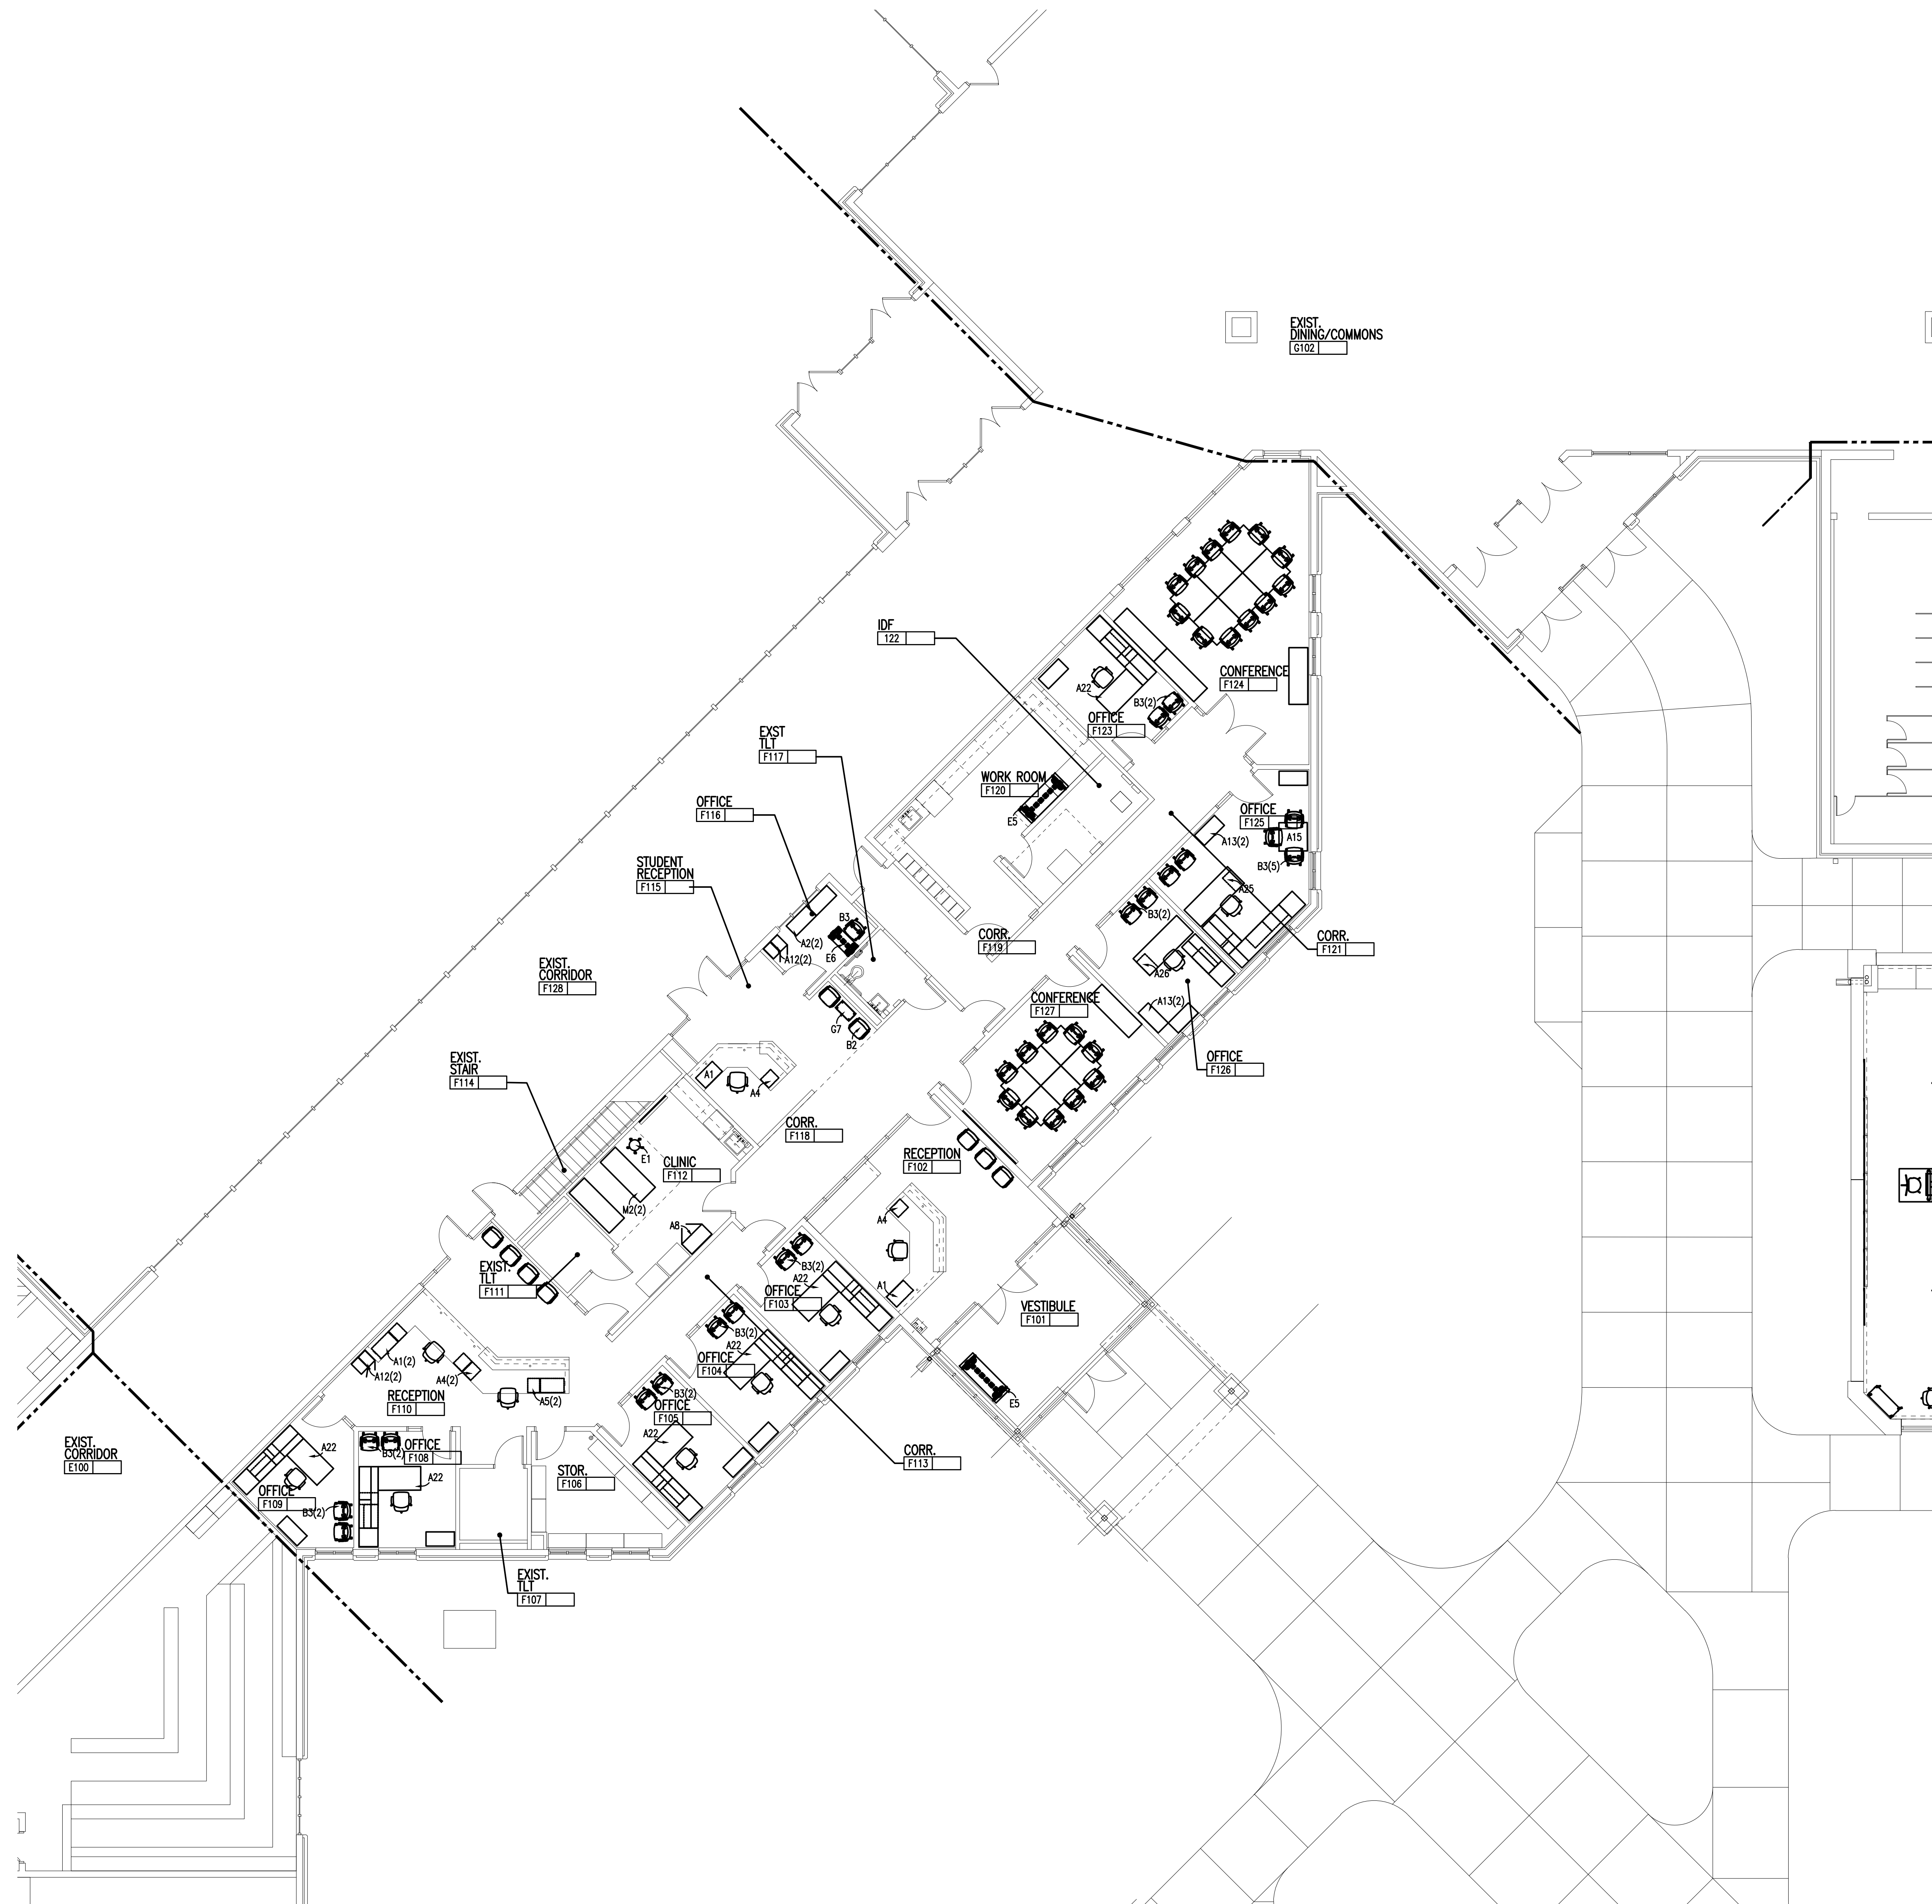 EXIST.
DINING/COMMONS
G102
IDF
122
CONFERENCE
F124
A22
B3(2)
OFFICE
F123
EXST
TLT
F117
WORK ROOM
F120
E5
OFFICE
F125
A15
A13(2)
B3(5)
OFFICE
F116
STUDENT
RECEPTION
F115
A25
B3
B3(2)
A2(2)
E6
A12(2)
CORR.
F119
CORR.
F121
EXIST.
CORRIDOR
F128
A26
A13(2)
CONFERENCE
F127
G7
B2
EXIST.
STAIR
F114
OFFICE
F126
A1
A4
CORR.
F118
RECEPTION
F102
E1
CLINIC
F112
M2(2)
A8
A4
EXIST.
TLT
F111
B3(2)
A22
A1
OFFICE
F103
VESTIBULE
F101
B3(2)
A22
OFFICE
F104
A1(2)
A12(2)
A4(2)
A5(2)
E5
RECEPTION
F110
B3(2)
OFFICE
F105
A22
EXIST.
CORRIDOR
E100
A22
B3(2)
OFFICE
F108
A22
STOR.
F106
CORR.
F113
OFFICE
F109
B3(2)
EXIST.
TLT
F107